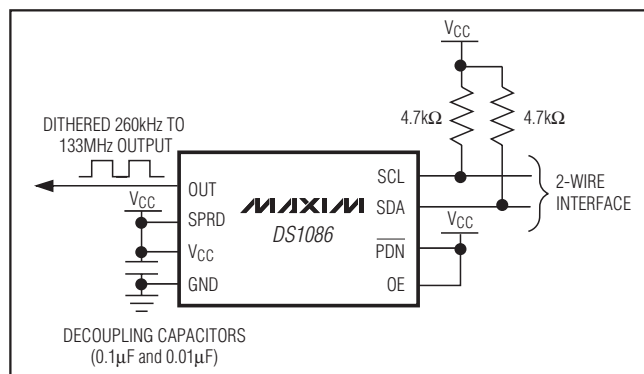 VCC
4.7kΩ 4.7kΩ
DITHERED 260kHz TO
133MHz OUTPUT
OUT
SCL
2-WIRE
INTERFACE
VCC
SPRD
MAXIM
DS1086
SDA
VCC
VCC
PDN
GND
OE
DECOUPLING CAPACITORS
(0.1μF and 0.01μF)